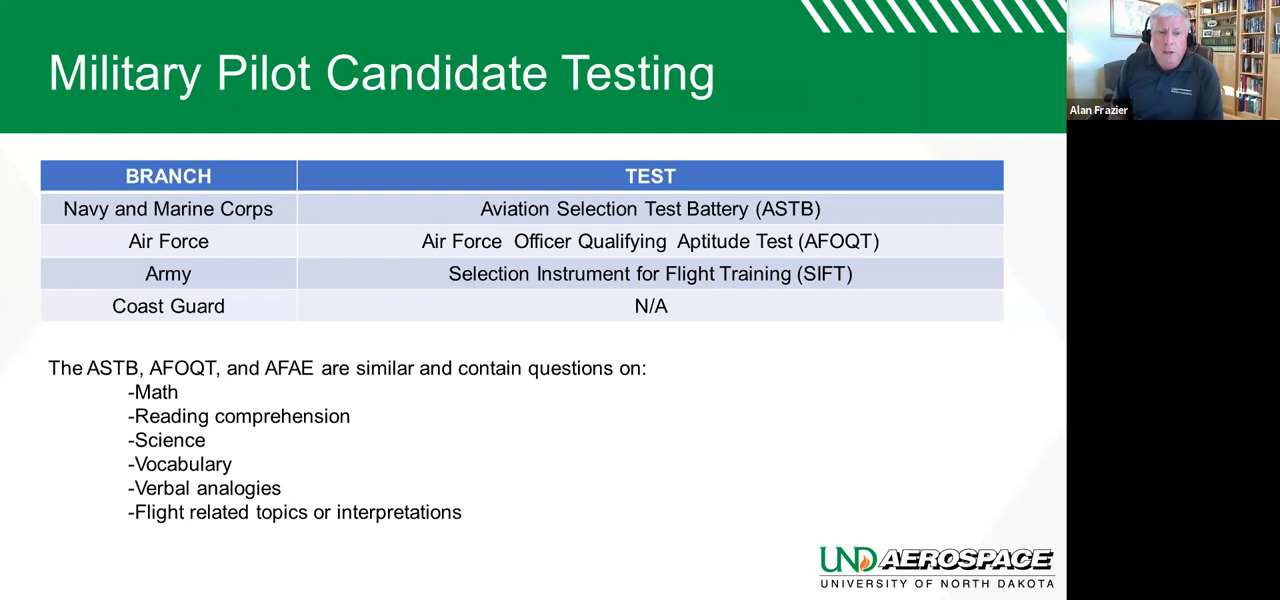 Military Pilot Candidate Testing
Alan Frazier
BRANCH TEST
Navy and Marine Corps Aviation Selection Test Battery (ASTB)
Air Force Air Force Officer Qualifying Aptitude Test (AFOQT)
Army Selection Instrument for Flight Training (SIFT)
Coast Guard N/A
The ASTB, AFOQT, and AFAE are similar and contain questions on:
-Math
-Reading comprehension
-Science
-Vocabulary
-Verbal analogies
-Flight related topics or interpretations
UND AEROSPACE
UNIVERSITY OF NORTH DAKOTA